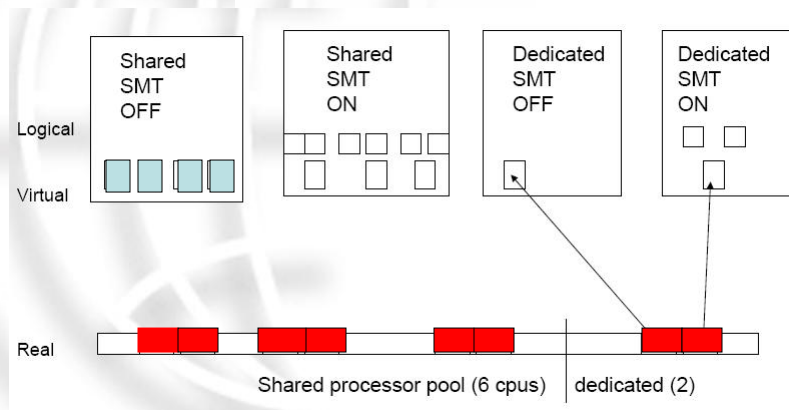 Shared
SMT
OFF
Shared
SMT
ON
Dedicated
SMT
OFF
Dedicated
SMT
ON
Logical
Virtual
Real
Shared processor pool (6 cpus)
dedicated (2)